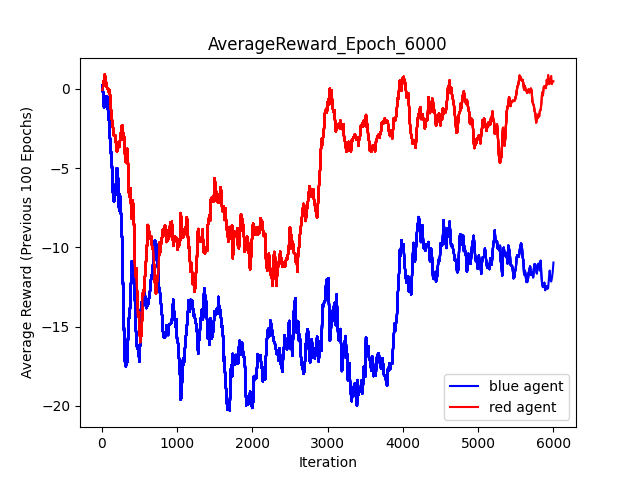 AverageReward_Epoch_6000
Average Reward (Previous 100 Epochs)
0
−5
−10
−15
−20
0 1000 2000 3000 4000 5000 6000
Iteration
blue agent
red agent